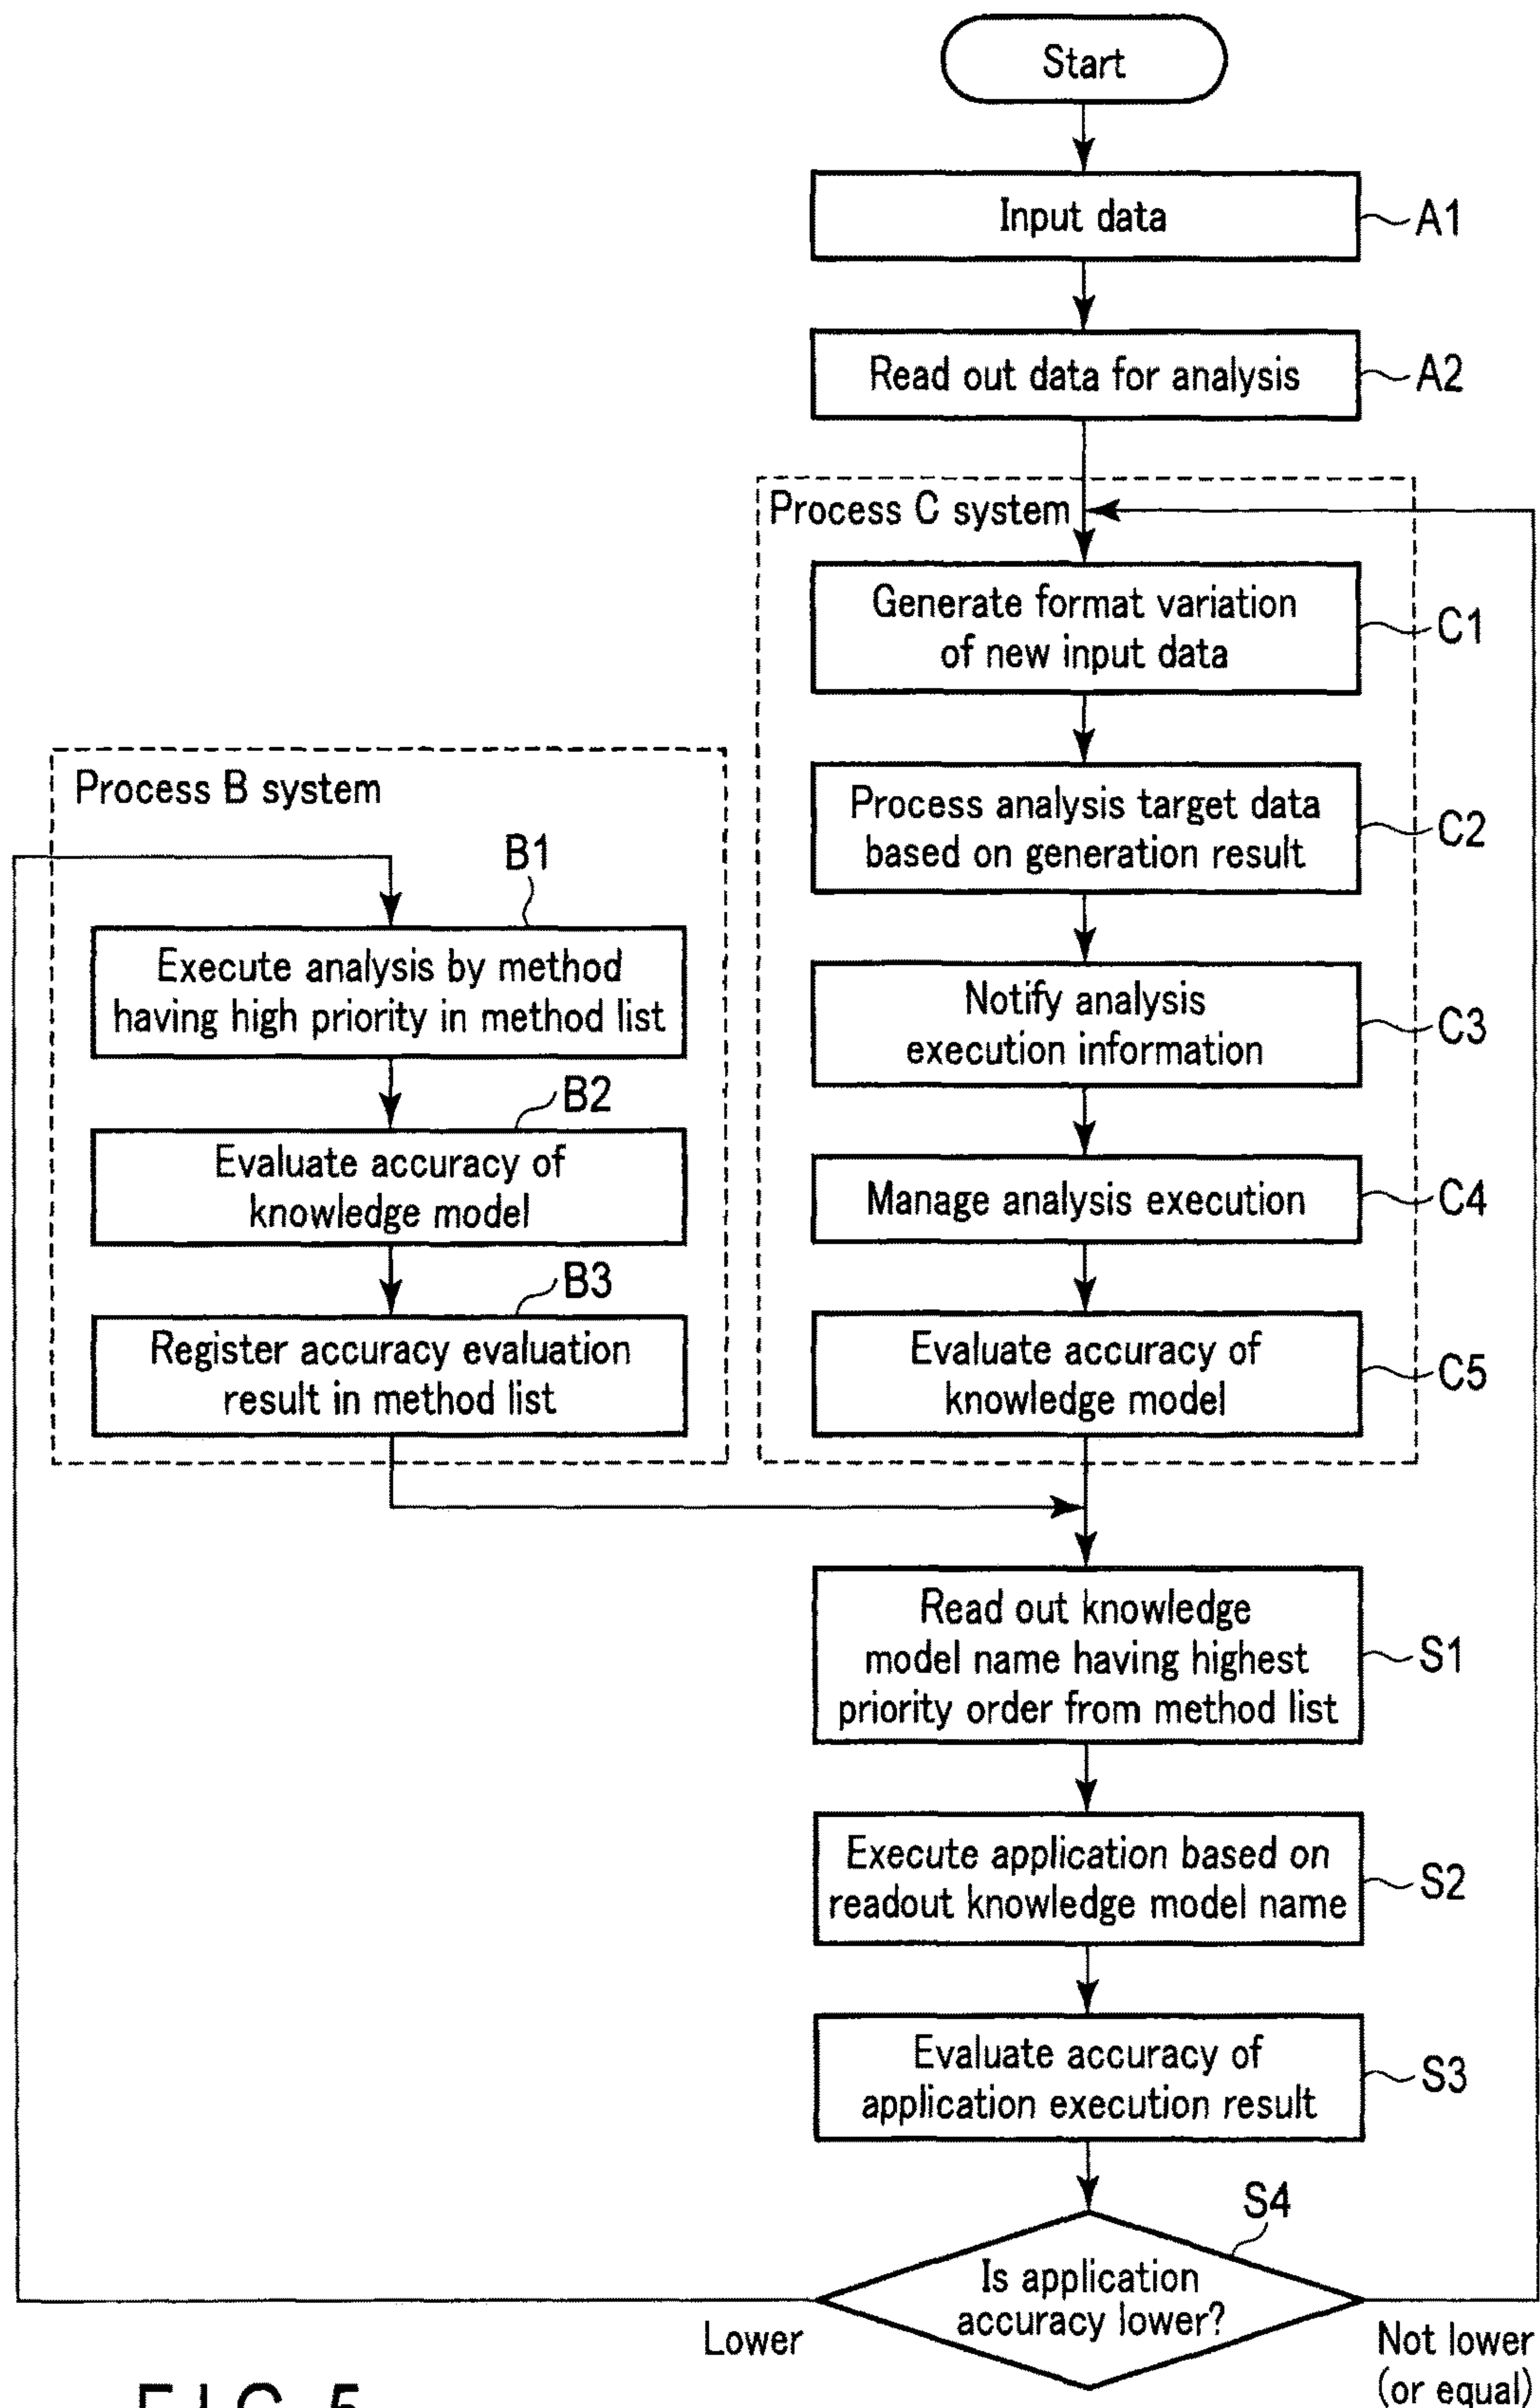 Start
Input data
A1
Read out data for analysis
A2
Process C system
Generate format variation
of new input data
C1
Process analysis target data
based on generation result
C2
Notify analysis
execution information
C3
Manage analysis execution
C4
Evaluate accuracy of
knowledge model
C5
Process B system
B1
Execute analysis by method
having high priority in method list
B2
Evaluate accuracy of
knowledge model
B3
Register accuracy evaluation
result in method list
Read out knowledge
model name having highest
priority order from method list
S1
Execute application based on
readout knowledge model name
S2
Evaluate accuracy of
application execution result
S3
S4
Is application
accuracy lower?
Lower
Not lower
(or equal)
FIG. 5